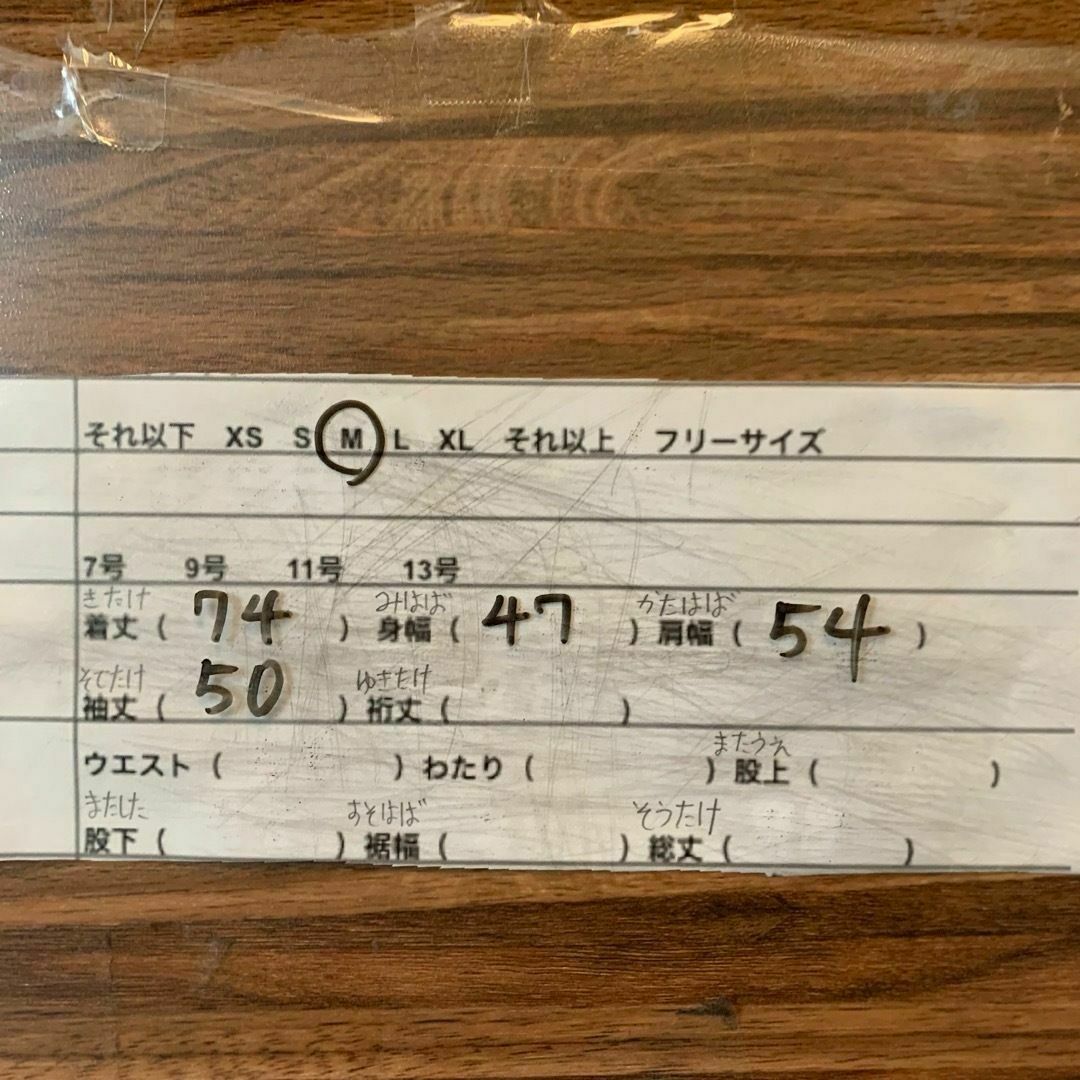 それ以下 XS S M L XL それ以上 フリーサイズ
7号 9号 11号 13号
きたけ みはば かたはば
着丈 ( 74 ) 身幅 ( 47 ) 肩幅 ( 54 )
そでたけ ゆきたけ
袖丈 ( 50 ) 裄丈 ( )
またうえ
ウエスト ( ) わたり ( ) 股上 ( )
またした すそはば そうたけ
股下 ( ) 裾幅 ( ) 総丈 ( )